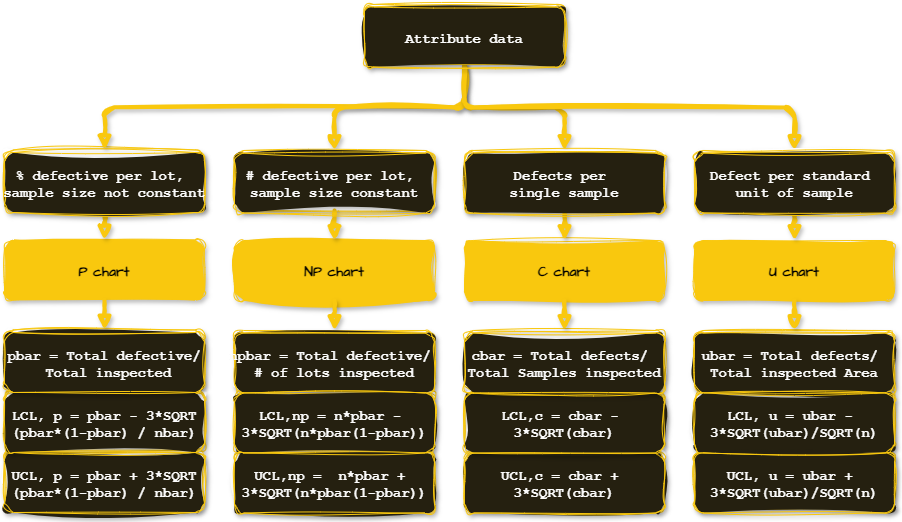 Attribute data
% defective per lot,
sample size not constant
# defective per lot,
sample size constant
Defects per
single sample
Defect per standard
unit of sample
P chart
NP chart
C chart
U chart
pbar = Total defective/
Total inspected
npbar = Total defective/
# of lots inspected
cbar = Total defects/
Total Samples inspected
ubar = Total defects/
Total inspected Area
LCL, p = pbar - 3*SQRT
(pbar*(1-pbar) / nbar)
LCL,np = n*pbar -
3*SQRT(n*pbar(1-pbar))
LCL,c = cbar -
3*SQRT(cbar)
LCL, u = ubar -
3*SQRT(ubar)/SQRT(n)
UCL, p = pbar + 3*SQRT
(pbar*(1-pbar) / nbar)
UCL,np = n*pbar +
3*SQRT(n*pbar(1-pbar))
UCL,c = cbar +
3*SQRT(cbar)
UCL, u = ubar +
3*SQRT(ubar)/SQRT(n)